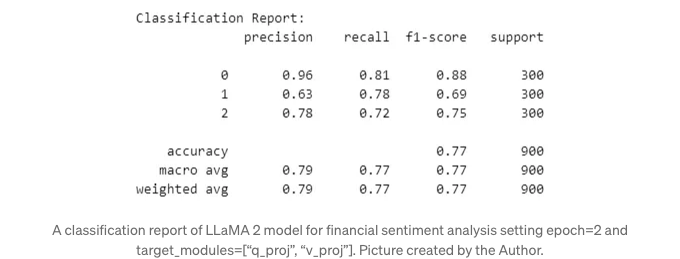 Classification Report:
precision recall f1-score support
0 0.96 0.81 0.88 300
1 0.63 0.78 0.69 300
2 0.78 0.72 0.75 300
accuracy 0.77 900
macro avg 0.79 0.77 0.77 900
weighted avg 0.79 0.77 0.77 900
A classification report of LLaMA 2 model for financial sentiment analysis setting epoch=2 and
target_modules=[“q_proj”, “v_proj”]. Picture created by the Author.